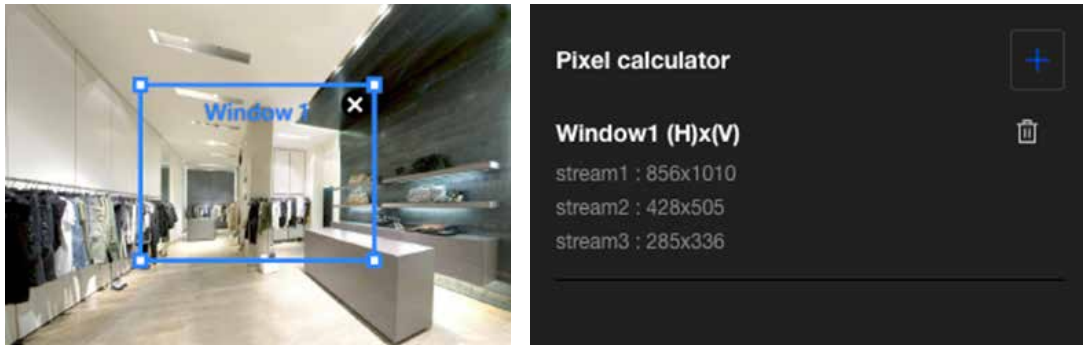 Window 1
Pixel calculator
Window1 (H)x(V)
stream1 : 856x1010
stream2 : 428x505
stream3 : 285x336